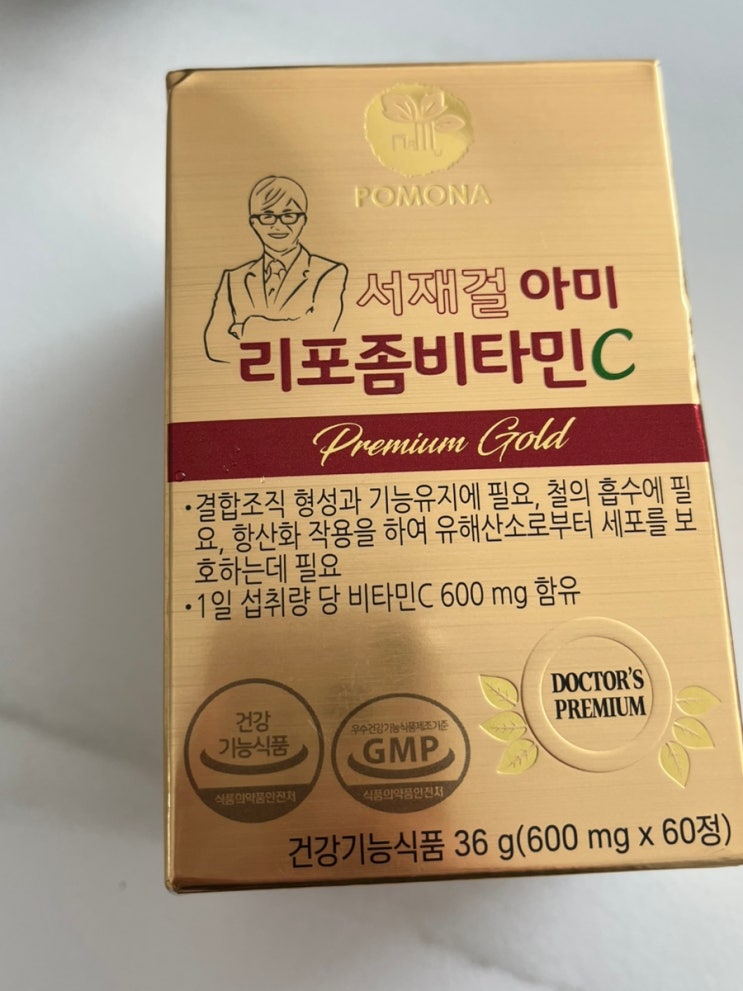 POMONA
서재걸 아미
리포좀비타민C
Premium Gold
•결합조직 형성과 기능유지에 필요, 철의 흡수에 필
요, 항산화 작용을 하여 유해산소로부터 세포를 보
호하는데 필요
•1일 섭취량 당 비타민C 600 mg 함유
DOCTOR'S
PREMIUM
건강
기능식품
식품의약품안전처
우수건강기능식품제조기준
GMP
식품의약품안전처
건강기능식품 36 g(600 mg x 60정)